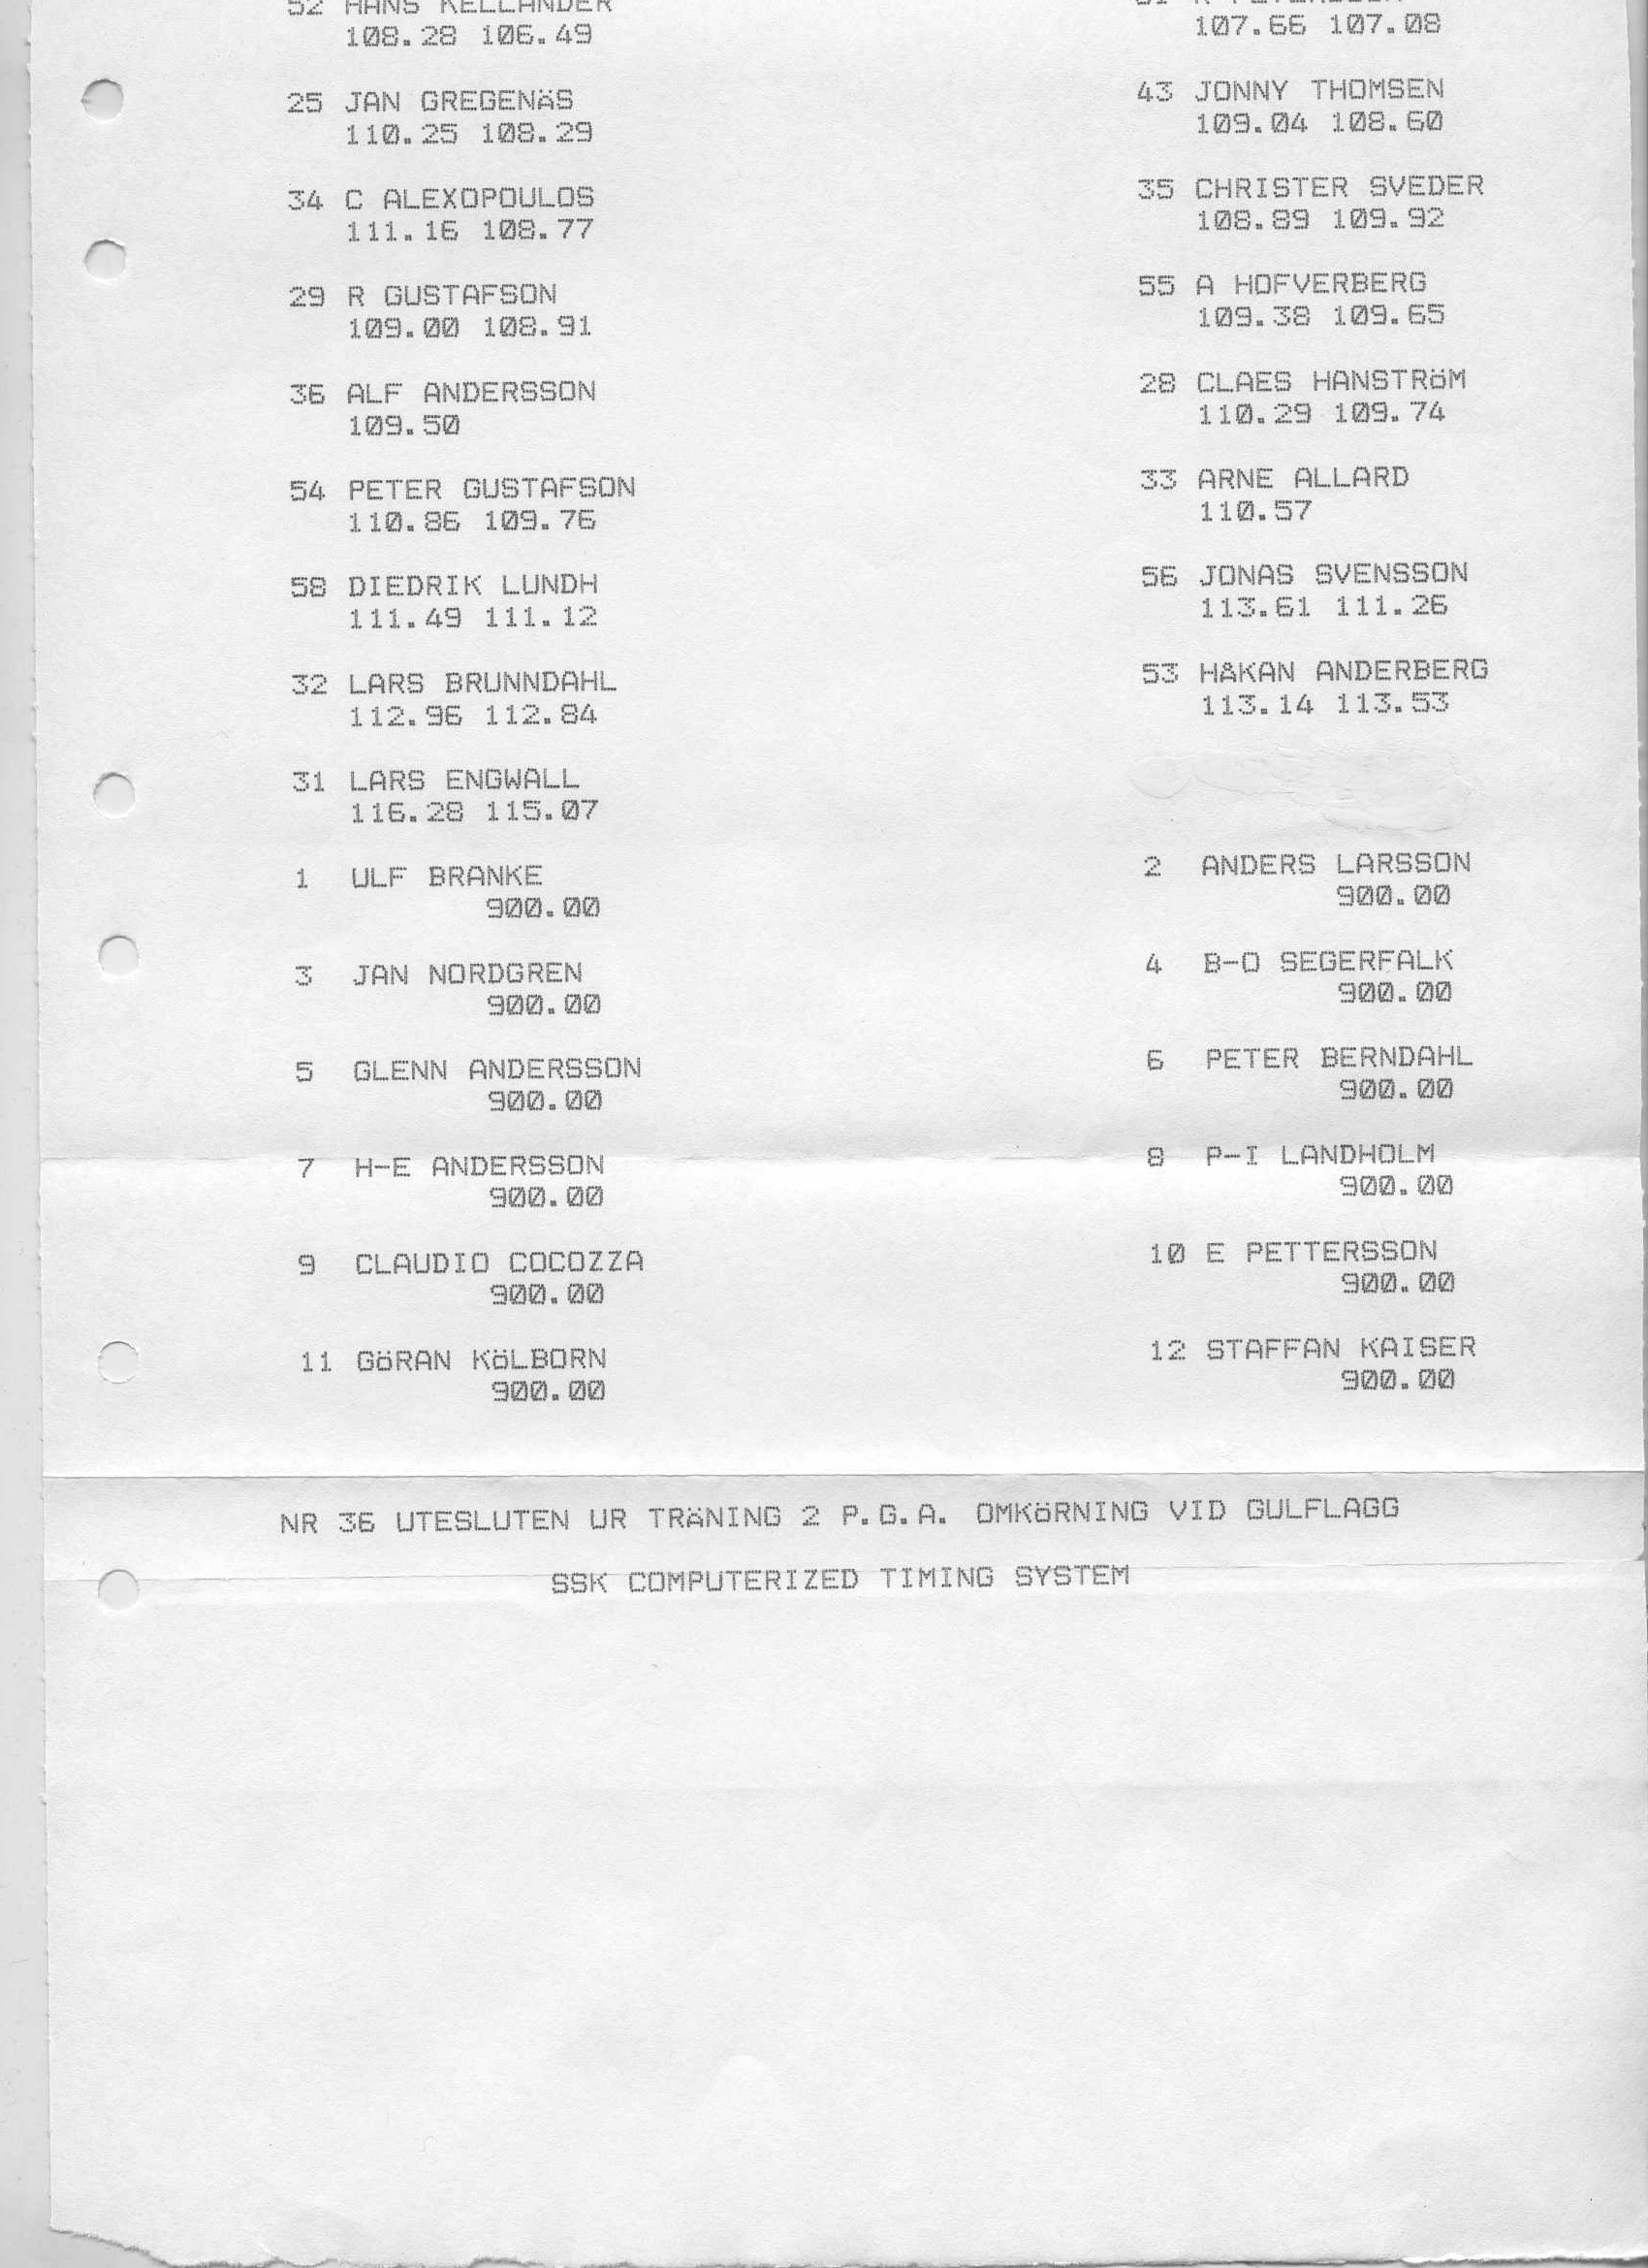 52 HANS KELLANDER
108.28 106.49
107.66 107.08
25 JAN GREGENÄS
110.25 108.29
43 JONNY THOMSEN
109.04 108.60
34 C ALEXOPOULOS
111.16 108.77
35 CHRISTER SVEDER
108.89 109.92
29 R GUSTAFSON
109.00 108.91
55 A HOFVERBERG
109.38 109.65
36 ALF ANDERSSON
109.50
28 CLAES HANSTRöM
110.29 109.74
54 PETER GUSTAFSON
110.86 109.76
33 ARNE ALLARD
110.57
58 DIEDRIK LUNDH
111.49 111.12
56 JONAS SVENSSON
113.61 111.26
32 LARS BRUNNDAHL
112.96 112.84
53 HÅKAN ANDERBERG
113.14 113.53
31 LARS ENGWALL
116.28 115.07
1 ULF BRANKE
900.00
2 ANDERS LARSSON
900.00
3 JAN NORDGREN
900.00
4 B-O SEGERFALK
900.00
5 GLENN ANDERSSON
900.00
6 PETER BERNDAHL
900.00
7 H-E ANDERSSON
900.00
8 P-I LANDHOLM
900.00
9 CLAUDIO COCOZZA
900.00
10 E PETTERSSON
900.00
11 GöRAN KöLBORN
900.00
12 STAFFAN KAISER
900.00
NR 36 UTESLUTEN UR TRÄNING 2 P.G.A. OMKöRNING VID GULFLAGG
SSK COMPUTERIZED TIMING SYSTEM